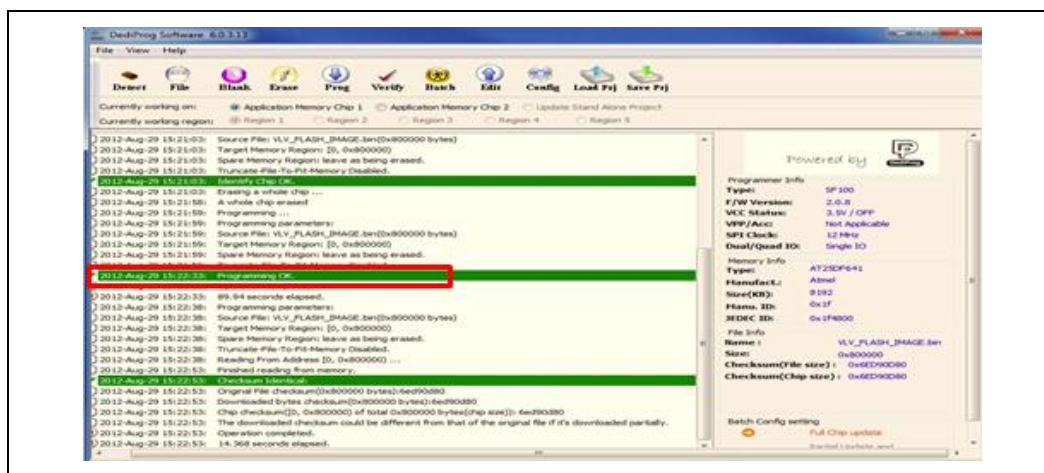 DediProg Software 6.0.3.13
File View Help
Detect File Blank Erase Prog Verify Batch Edit Config Load Prj Save Prj
Currently working on: Application Memory Chip 1 Application Memory Chip 2 Update Stand Alone Project
Currently working region: Region 1 Region 2 Region 3 Region 4 Region 5
2012-Aug-29 15:21:03: Source File: VLV_FLASH_IMAGE.bin(0x800000 bytes)
2012-Aug-29 15:21:03: Target Memory Region: [0, 0x800000)
2012-Aug-29 15:21:03: Spare Memory Region: leave as being erased.
2012-Aug-29 15:21:03: Truncate-File-To-Fit-Memory Disabled.
2012-Aug-29 15:21:03: Identify Chip OK.
2012-Aug-29 15:21:03: Erasing a whole chip ...
2012-Aug-29 15:21:58: A whole chip erased
2012-Aug-29 15:21:59: Programming ...
2012-Aug-29 15:21:59: Programming parameters:
2012-Aug-29 15:21:59: Source File: VLV_FLASH_IMAGE.bin(0x800000 bytes)
2012-Aug-29 15:21:59: Target Memory Region: [0, 0x800000)
2012-Aug-29 15:21:59: Spare Memory Region: leave as being erased.
2012-Aug-29 15:22:33: Programming OK.
2012-Aug-29 15:22:33: 89.94 seconds elapsed.
2012-Aug-29 15:22:38: Programming parameters:
2012-Aug-29 15:22:38: Source File: VLV_FLASH_IMAGE.bin(0x800000 bytes)
2012-Aug-29 15:22:38: Target Memory Region: [0, 0x800000)
2012-Aug-29 15:22:38: Spare Memory Region: leave as being erased.
2012-Aug-29 15:22:38: Truncate-File-To-Fit-Memory Disabled.
2012-Aug-29 15:22:38: Reading From Address [0, 0x800000) ...
2012-Aug-29 15:22:53: Finished reading from memory.
2012-Aug-29 15:22:53: Checksum Identical:
2012-Aug-29 15:22:53: Original File checksum(0x800000 bytes):6ed90d80
2012-Aug-29 15:22:53: Downloaded bytes checksum(0x800000 bytes):6ed90d80
2012-Aug-29 15:22:53: Chip checksum([0, 0x800000) of total 0x800000 bytes(chip size)): 6ed90d80
2012-Aug-29 15:22:53: The downloaded checksum could be different from that of the original file if it's downloaded partially.
2012-Aug-29 15:22:53: Operation completed.
2012-Aug-29 15:22:53: 14.368 seconds elapsed.
Powered by
Programmer Info
Type: SF100
F/W Version: 2.0.8
VCC Status: 3.5V / OFF
VPP/Acc: Not Applicable
SPI Clock: 12 MHz
Dual/Quad IO: Single IO
Memory Info
Type: AT25DF641
Manufact.: Atmel
Size(KB): 8192
Manu. ID: 0x1f
JEDEC ID: 0x1f4800
File Info
Name : VLV_FLASH_IMAGE.bin
Size: 0x800000
Checksum(File size) : 0x6ED90D80
Checksum(Chip size) : 0x6ED90D80
Batch Config setting
Full Chip update